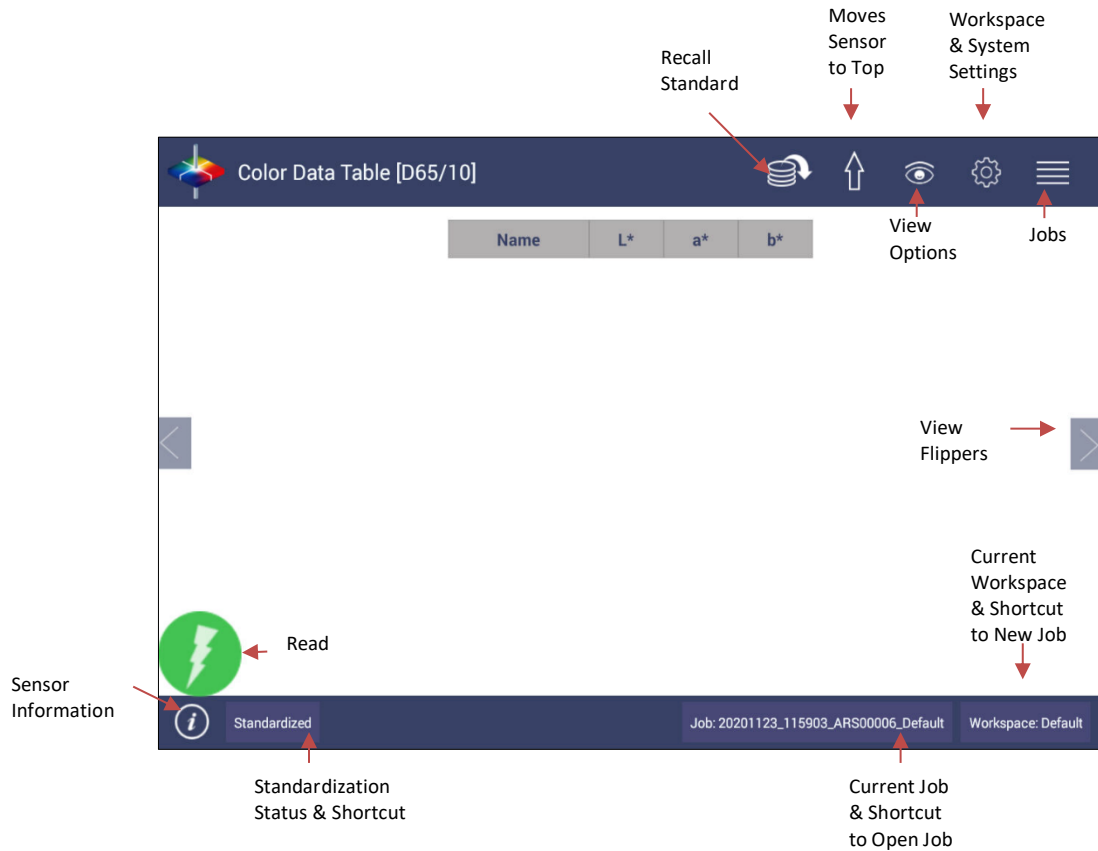 Moves
Sensor
to Top
Workspace
& System
Settings
Recall
Standard
Color Data Table [D65/10]
View
Options
Jobs
Name L* a* b*
View
Flippers
Current
Workspace
& Shortcut
to New Job
Read
Sensor
Information
i Standardized Job: 20201123_115903_ARS00006_Default Workspace: Default
Standardization
Status & Shortcut
Current Job
& Shortcut
to Open Job